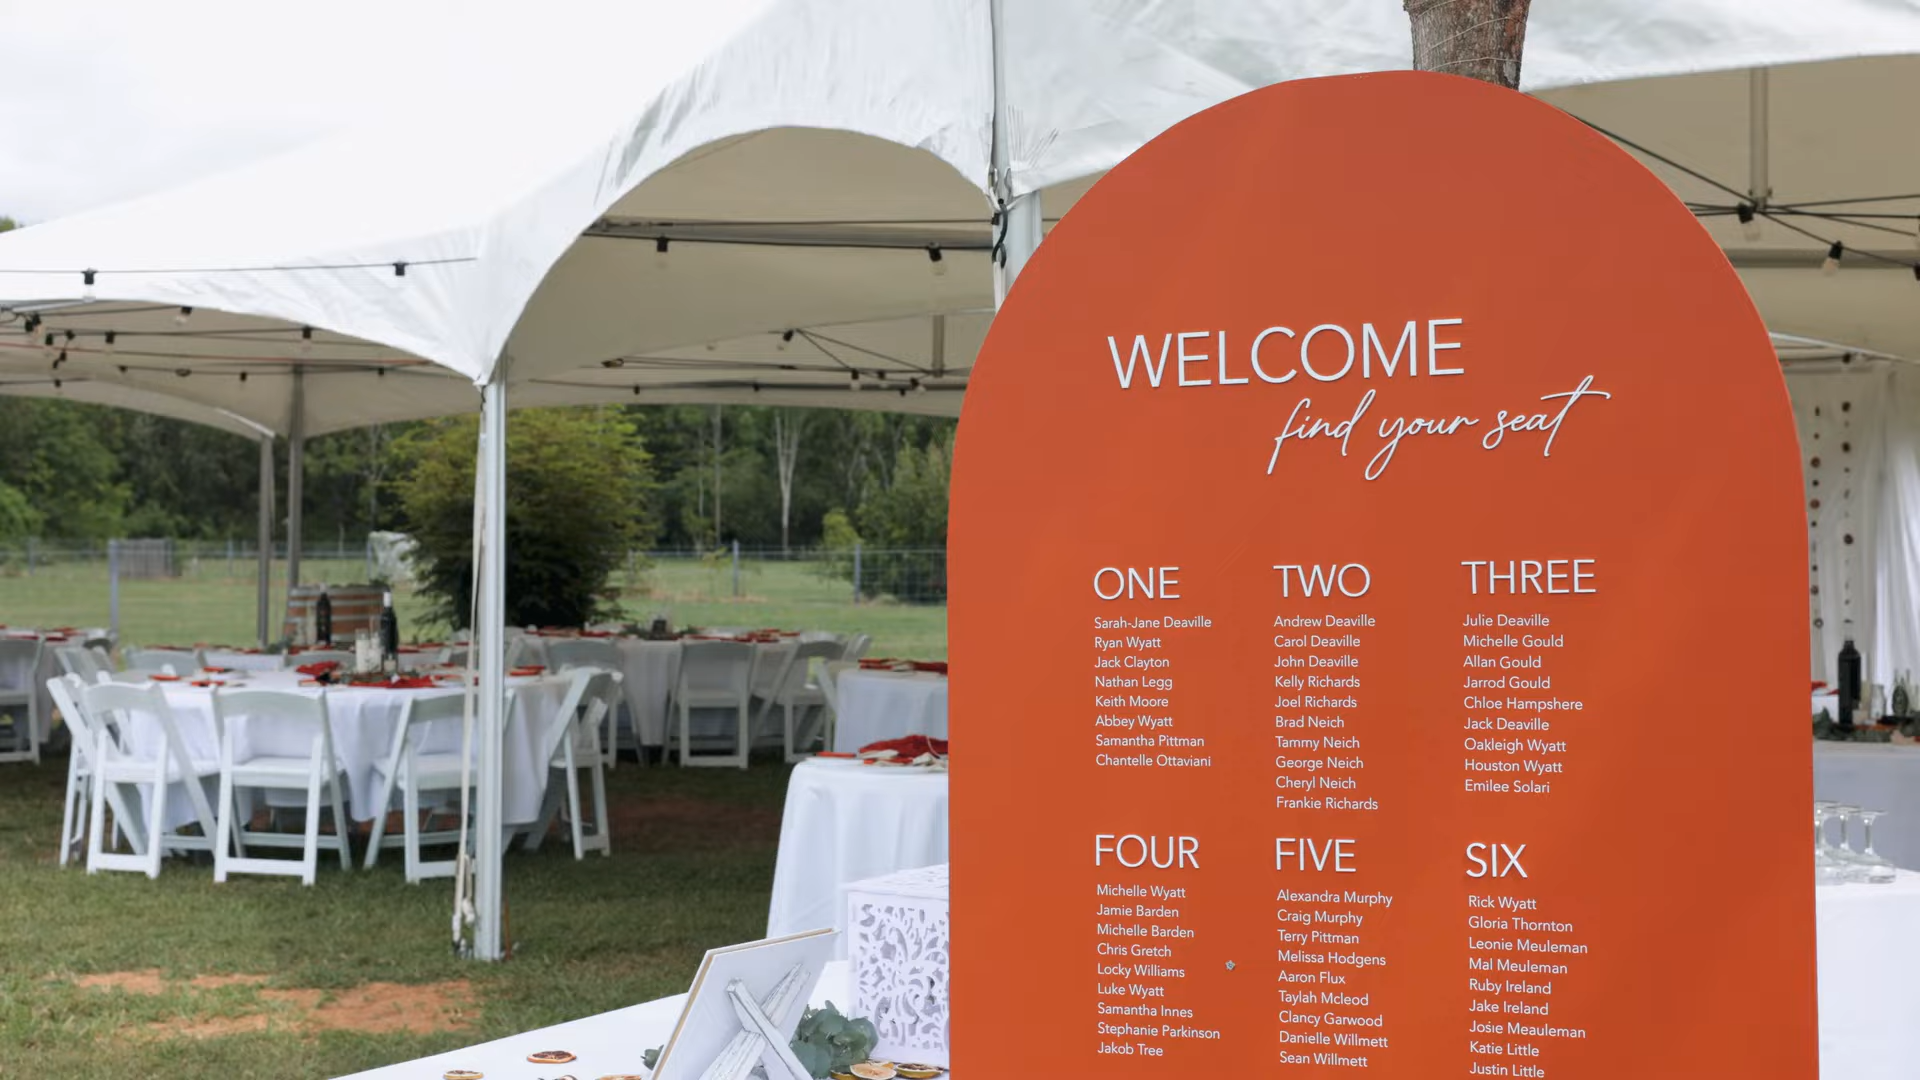 WELCOME
find your seat
ONE
Sarah-Jane Deaville
Ryan Wyatt
Jack Clayton
Nathan Legg
Keith Moore
Abbey Wyatt
Samantha Pittman
Chantelle Ottaviani
TWO
Andrew Deaville
Carol Deaville
John Deaville
Kelly Richards
Joel Richards
Brad Neich
Tammy Neich
George Neich
Cheryl Neich
Frankie Richards
THREE
Julie Deaville
Michelle Gould
Allan Gould
Jarrod Gould
Chloe Hampshere
Jack Deaville
Oakleigh Wyatt
Houston Wyatt
Emilee Solari
FOUR
Michelle Wyatt
Jamie Barden
Michelle Barden
Chris Gretch
Locky Williams
Luke Wyatt
Samantha Innes
Stephanie Parkinson
Jakob Tree
FIVE
Alexandra Murphy
Craig Murphy
Terry Pittman
Melissa Hodgens
Aaron Flux
Taylah Mcleod
Clancy Garwood
Danielle Willmett
Sean Willmett
SIX
Rick Wyatt
Gloria Thornton
Leonie Meuleman
Mal Meuleman
Ruby Ireland
Jake Ireland
Josie Meauleman
Katie Little
Justin Little